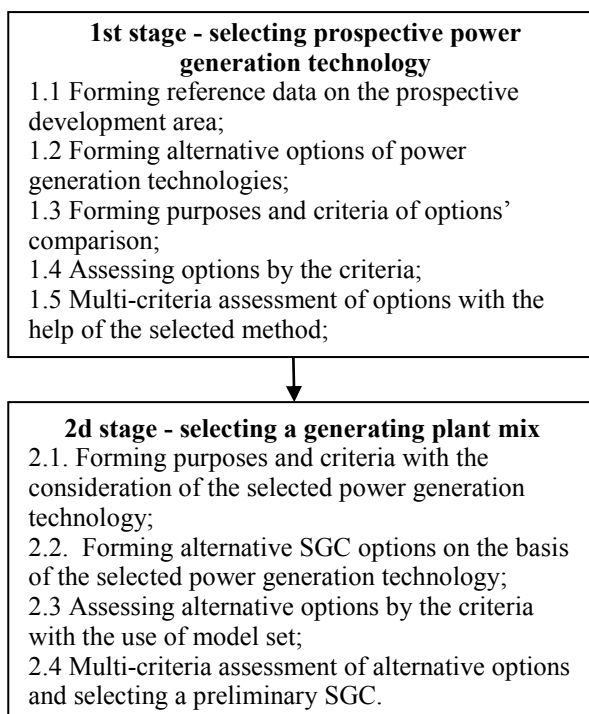 1st stage - selecting prospective power
generation technology
1.1 Forming reference data on the prospective
development area;
1.2 Forming alternative options of power
generation technologies;
1.3 Forming purposes and criteria of options’
comparison;
1.4 Assessing options by the criteria;
1.5 Multi-criteria assessment of options with the
help of the selected method;
2d stage - selecting a generating plant mix
2.1. Forming purposes and criteria with the
consideration of the selected power generation
technology;
2.2. Forming alternative SGC options on the basis
of the selected power generation technology;
2.3 Assessing alternative options by the criteria
with the use of model set;
2.4 Multi-criteria assessment of alternative options
and selecting a preliminary SGC.